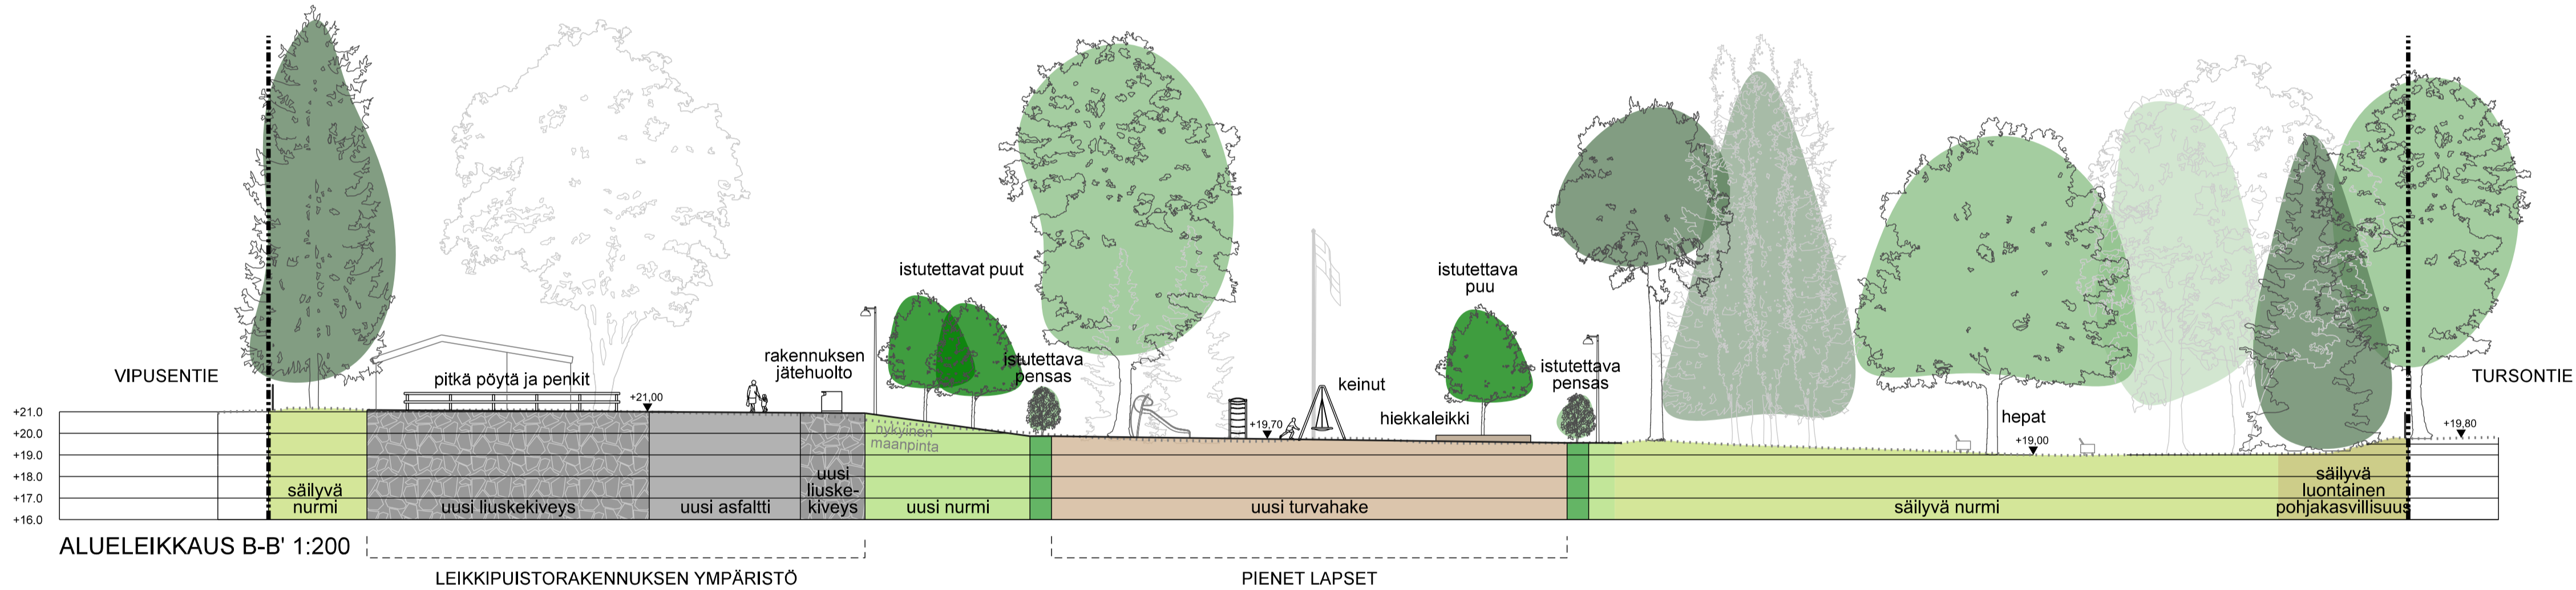 istutettavat puut
istutettava
puu
rakennuksen
jätehuolto
istutettava
pensas
istutettava
pensas
VIPUSENTIE
pitkä pöytä ja penkit
keinut
TURSONTIE
hiekkaleikki
hepat
+21,00
+19,70
+19,00
+19,80
nykyinen
maanpinta
+21.0
+20.0
+19.0
+18.0
+17.0
+16.0
säilyvä
nurmi
uusi liuskekiveys
uusi asfaltti
uusi
liuske-
kiveys
uusi nurmi
uusi turvahake
säilyvä nurmi
säilyvä
luontainen
pohjakasvillisuus
ALUELEIKKAUS B-B' 1:200
LEIKKIPUISTORAKENNUKSEN YMPÄRISTÖ
PIENET LAPSET